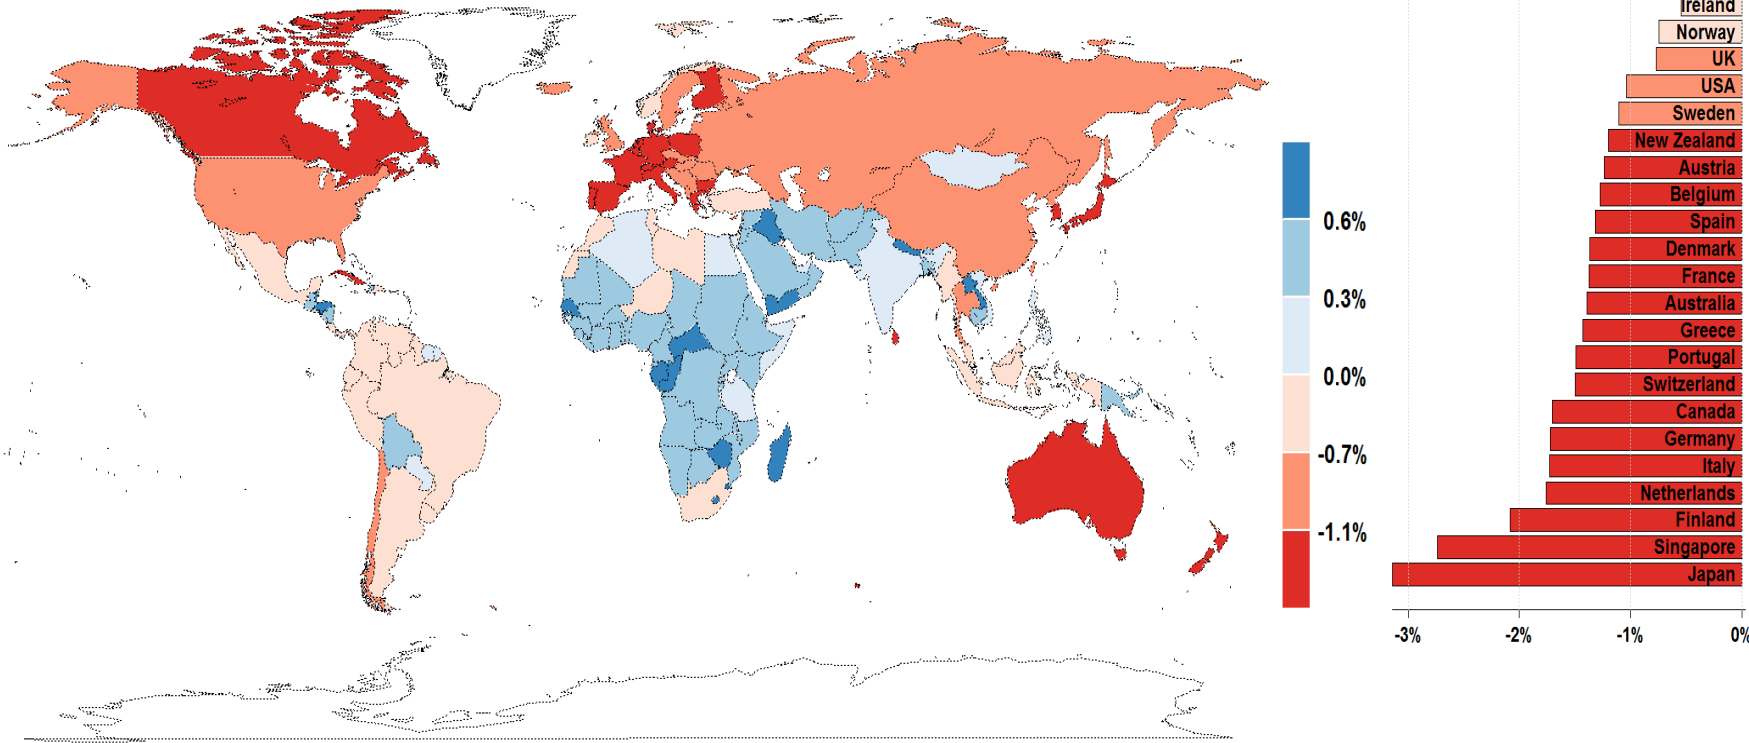 0.6%
0.3%
0.0%
-0.7%
-1.1%
Ireland
Norway
UK
USA
Sweden
New Zealand
Austria
Belgium
Spain
Denmark
France
Australia
Greece
Portugal
Switzerland
Canada
Germany
Italy
Netherlands
Finland
Singapore
Japan
-3% -2% -1% 0%